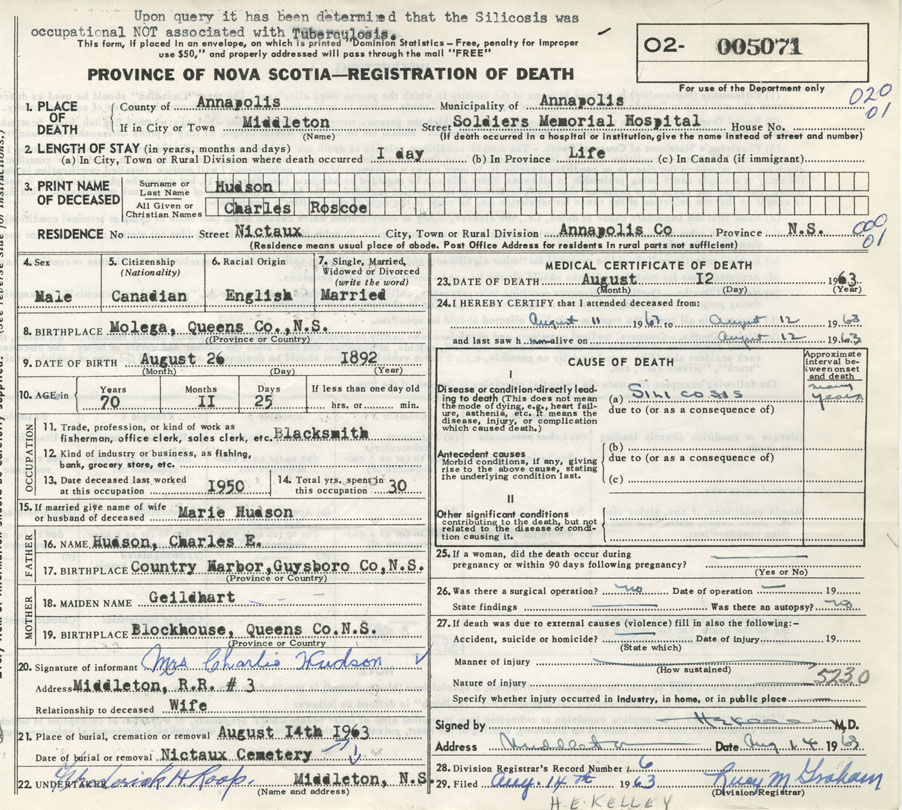 Upon query it has been determined that the Silicosis was
occupational NOT associated with Tuberculosis.
This form, if placed in an envelope, on which is printed "Dominion Statistics - Free, penalty for improper
use $50," and properly addressed will pass through the mail "FREE"
O2- 005071
For use of the Department only
PROVINCE OF NOVA SCOTIA—REGISTRATION OF DEATH
020
01
1. PLACE OF DEATH
County of Annapolis Municipality of Annapolis
If in City or Town Middleton Street Soldiers Memorial Hospital House No.
(Name) (If death occurred in a hospital or institution, give the name instead of street and number)
2. LENGTH OF STAY (in years, months and days)
(a) In City, Town or Rural Division where death occurred I day (b) In Province Life (c) In Canada (if immigrant)
3. PRINT NAME OF DECEASED
Surname or Last Name Hudson
All Given or Christian Names Charles Roscoe
RESIDENCE No Street Nictaux City, Town or Rural Division Annapolis Co Province N.S.
000
01
(Residence means usual place of abode. Post Office Address for residents in rural parts not sufficient)
4. Sex
Male
5. Citizenship (Nationality)
Canadian
6. Racial Origin
English
7. Single, Married, Widowed or Divorced (write the word)
Married
8. BIRTHPLACE Molega, Queens Co.,N.S.
(Province or Country)
9. DATE OF BIRTH August 26 I892
(Month) (Day) (Year)
10. AGE in Years Months Days If less than one day old
70 II 25 hrs. or min.
OCCUPATION
11. Trade, profession or kind of work as
fisherman, office clerk, sales clerk, etc. Blacksmith
12. Kind of industry or business, as fishing,
bank, grocery store, etc.
13. Date deceased last worked at this occupation I950
14. Total yrs. spent in this occupation 30
15. If married give name of wife or husband of deceased Marie Hudson
FATHER
16. NAME Hudson, Charles E.
17. BIRTHPLACE Country Harbor,Guysboro Co,N.S.
(Province or Country)
MOTHER
18. MAIDEN NAME Geildhart
19. BIRTHPLACE Blockhouse, Queens Co.N.S.
(Province or Country)
20. Signature of informant Mrs Charlie Hudson
Address Middleton, R.R. # 3
Relationship to deceased Wife
21. Place of burial, cremation or removal August I4th I963
Date of burial or removal Nictaux Cemetery
22. UNDERTAKER H. Roop. Middleton, N.S.
(Name and address)
MEDICAL CERTIFICATE OF DEATH
23. DATE OF DEATH August I2 1963
(Month) (Day) (Year)
24. I HEREBY CERTIFY that I attended deceased from:
August 11 1963 to August 12 1963
and last saw h alive on August 12 1963
CAUSE OF DEATH
Approximate interval between onset and death
I
Disease or condition directly leading to death (This does not mean the mode of dying, e.g., heart failure, asthenia, etc. It means the disease, injury, or complication which caused death.)
(a) Silicosis many years
due to (or as a consequence of)
Antecedent causes
Morbid conditions, if any, giving rise to the above cause, stating the underlying condition last.
(b)
due to (or as a consequence of)
(c)
II
Other significant conditions
contributing to the death, but not related to the disease or condition causing it.
25. If a woman, did the death occur during
pregnancy or within 90 days following pregnancy?
(Yes or No)
26. Was there a surgical operation? no Date of operation 19
State findings Was there an autopsy? no
27. If death was due to external causes (violence) fill in also the following:-
Accident, suicide or homicide? Date of injury 19
(State which)
Manner of injury
(How sustained)
Nature of injury 5230
Specify whether injury occurred in industry, in home, or in public place
Signed by M.D.
Address Middleton Date Aug 14 1963
28. Division Registrar's Record Number 6
29. Filed Aug. 14th 1963 Lucy M Graham
(Division Registrar)
H.E. KELLEY